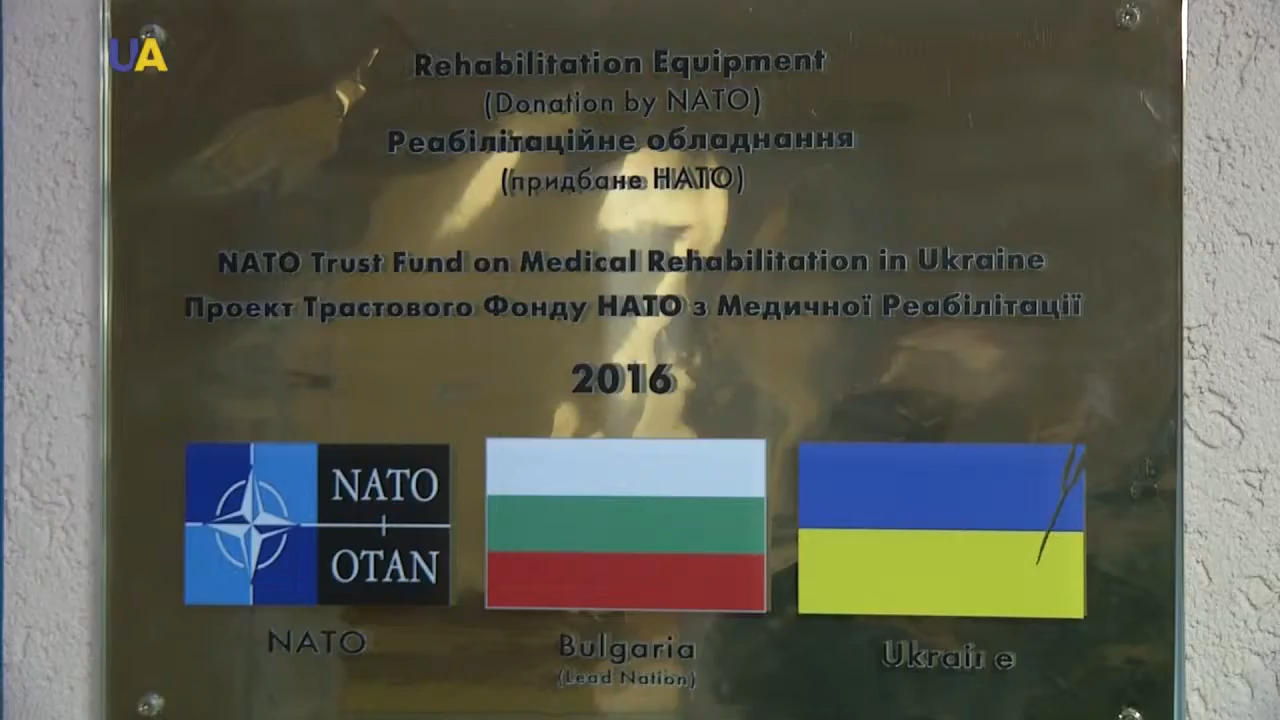 UA
Rehabilitation Equipment
(Donation by NATO)
Реабілітаційне обладнання
(придбане НАТО)
NATO Trust Fund on Medical Rehabilitation in Ukraine
Проект Трастового Фонду НАТО з Медичної Реабілітації
2016
NATO
OTAN
NATO
Bulgaria
(Lead Nation)
Ukraine